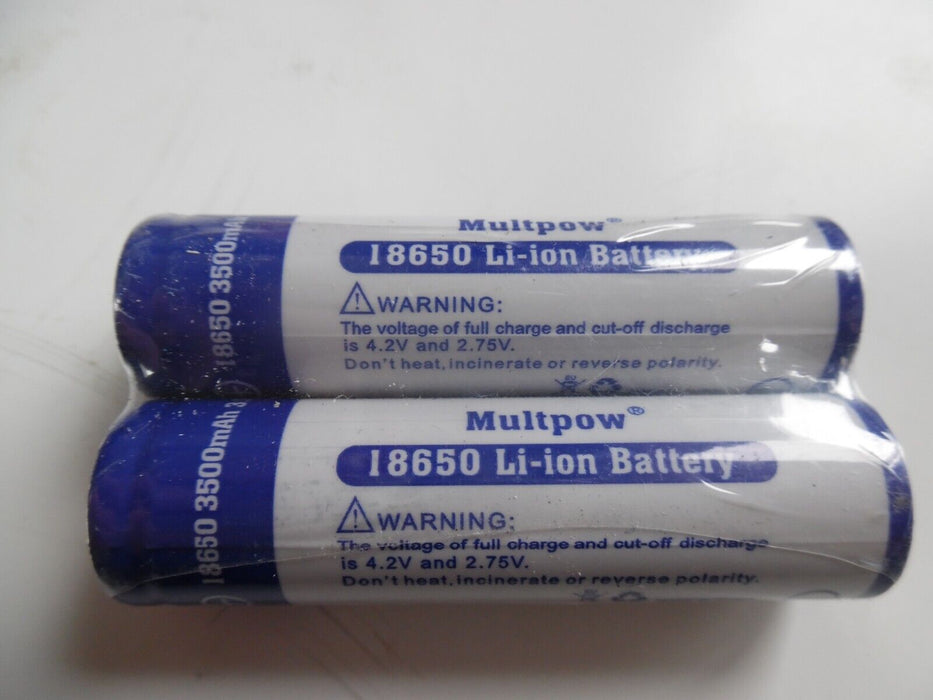 Multpow®
18650 Li-ion Battery
WARNING:
The voltage of full charge and cut-off discharge
is 4.2V and 2.75V.
Don't heat, incinerate or reverse polarity.
18650 3500mAh
Multpow®
18650 Li-ion Battery
WARNING:
The voltage of full charge and cut-off discharge
is 4.2V and 2.75V.
Don't heat, incinerate or reverse polarity.
18650 3500mAh